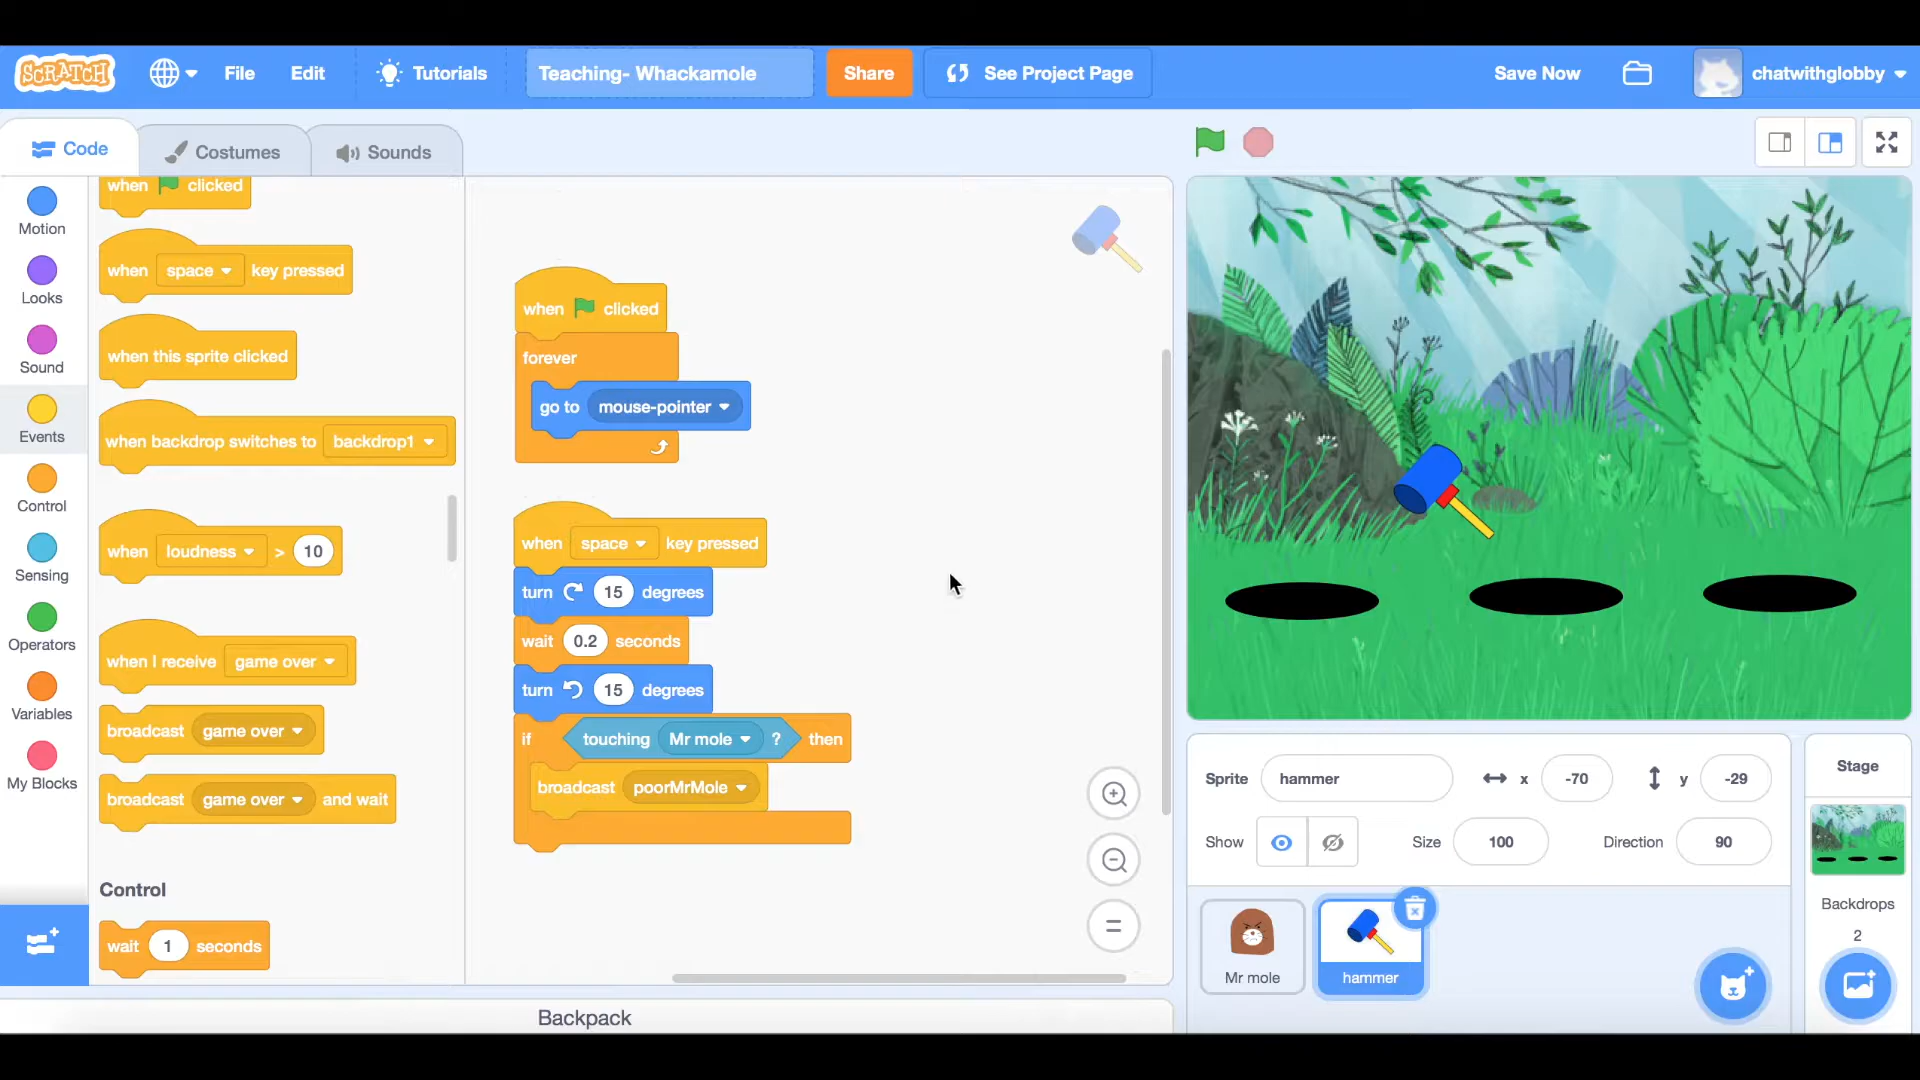 SCRATCH
File
Edit
Tutorials
Teaching- Whackamole
Share
See Project Page
Save Now
chatwithglobby
Code
Costumes
Sounds
Motion
Looks
Sound
Events
Control
Sensing
Operators
Variables
My Blocks
when clicked
when space key pressed
when this sprite clicked
when backdrop switches to backdrop1
when loudness > 10
when I receive game over
broadcast game over
broadcast game over and wait
Control
wait 1 seconds
when clicked
forever
go to mouse-pointer
when space key pressed
turn 15 degrees
wait 0.2 seconds
turn 15 degrees
if touching Mr mole ? then
broadcast poorMrMole
Backpack
Sprite hammer x -70 y -29
Show Size 100 Direction 90
Mr mole
hammer
Stage
Backdrops
2